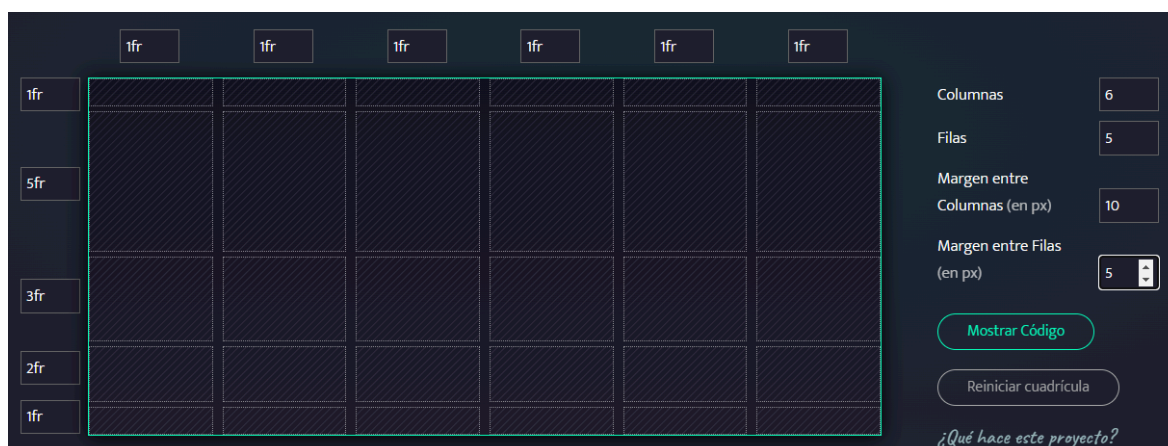 1fr 1fr 1fr 1fr 1fr 1fr
1fr
5fr
3fr
2fr
1fr
Columnas 6
Filas 5
Margen entre
Columnas (en px) 10
Margen entre Filas
(en px) 5
Mostrar Código
Reiniciar cuadrícula
¿Qué hace este proyecto?